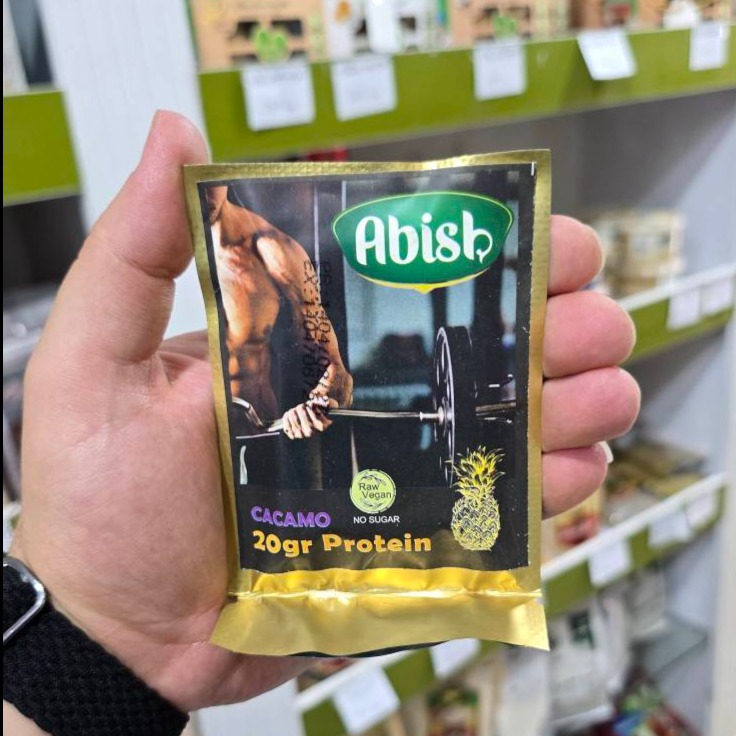 Abish
Raw
Vegan
NO SUGAR
CACAMO
20gr Protein